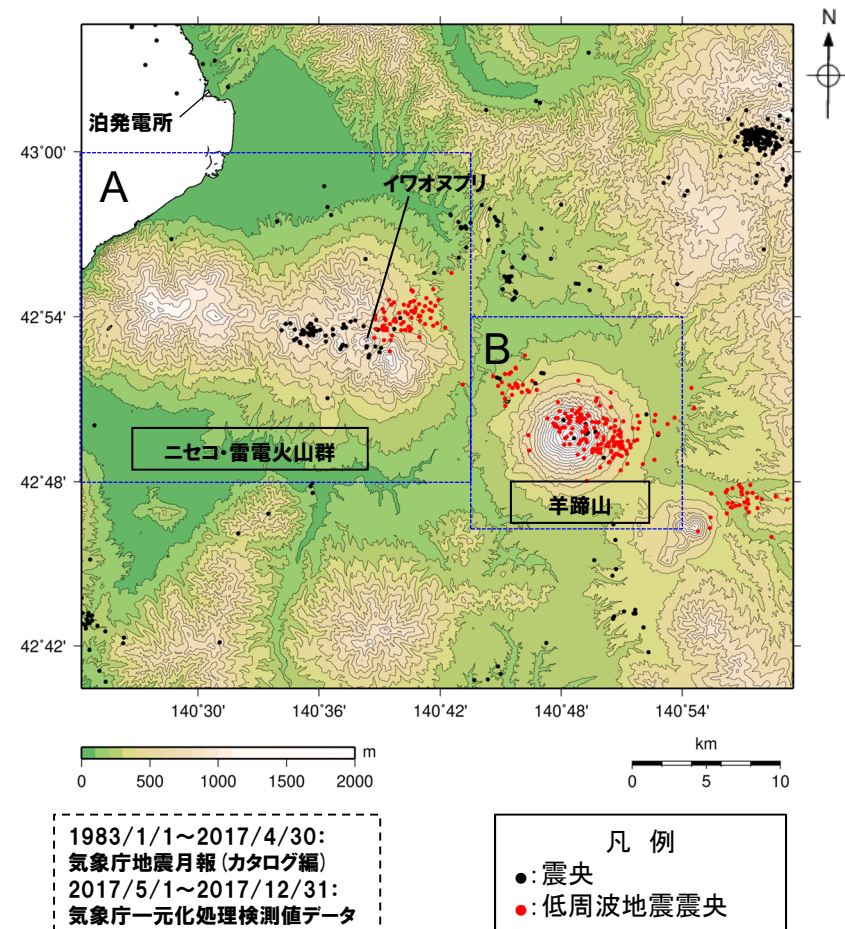 N
泊発電所
43°00'
A
イワオヌプリ
42°54'
B
ニセコ・雷電火山群
42°48'
羊蹄山
42°42'
140°30'
140°36'
140°42'
140°48'
140°54'
m
0
500
1000
1500
2000
km
0
5
10
1983/1/1～2017/4/30：
気象庁地震月報(カタログ編)
2017/5/1～2017/12/31：
気象庁一元化処理検測値データ
凡 例
●：震央
●：低周波地震震央